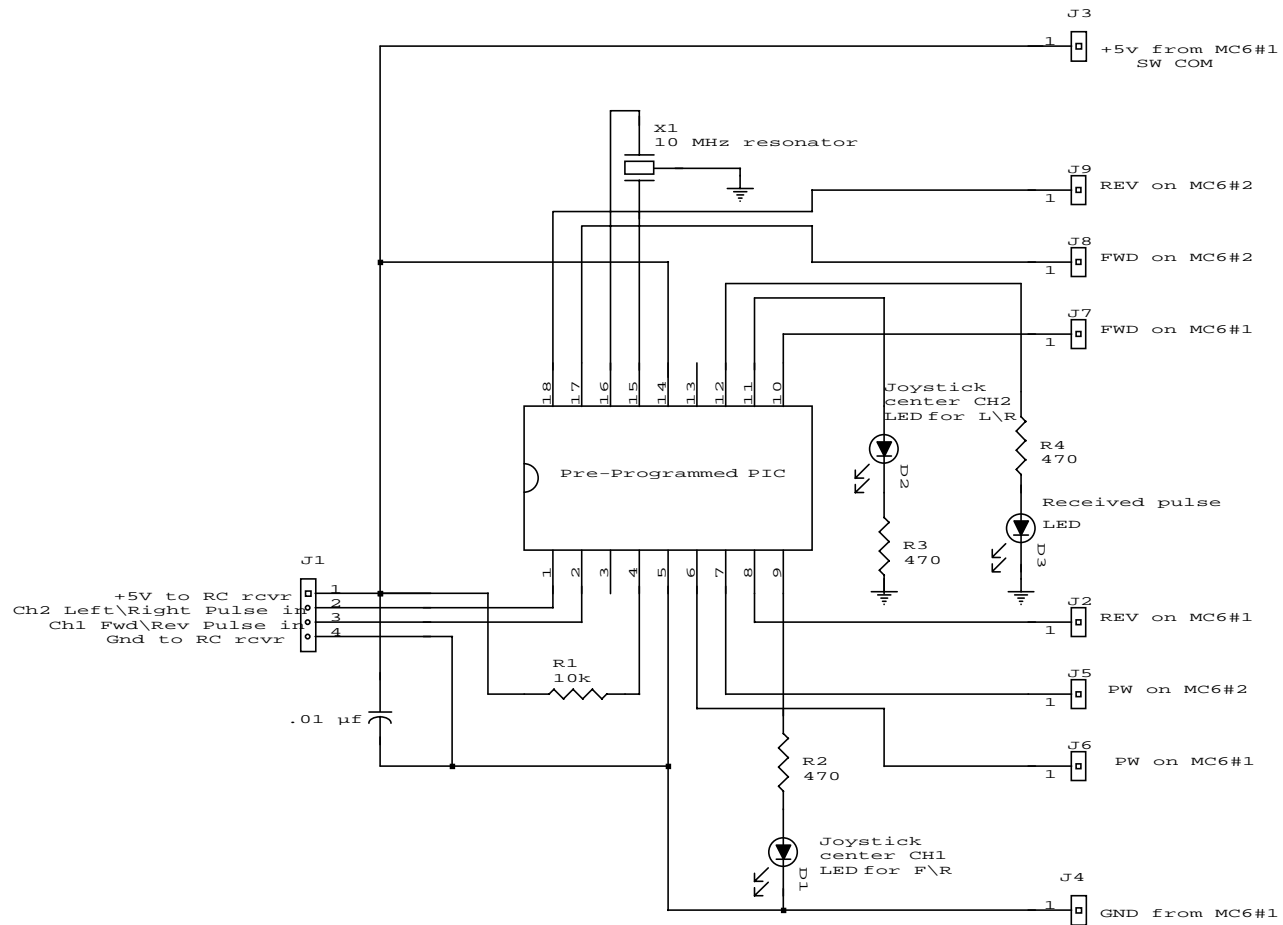 J3
1
+5v from MC6#1
SW COM
X1
10 MHz resonator
J9
1
REV on MC6#2
J8
1
FWD on MC6#2
J7
1
FWD on MC6#1
18
17
16
15
14
13
12
11
10
Joystick
center CH2
LED for L\R
D2
R4
470
Pre-Programmed PIC
Received pulse
LED
D3
R3
470
1
2
3
4
5
6
7
8
9
J1
+5V to RC rcvr 1
Ch2 Left\Right Pulse in 2
Ch1 Fwd\Rev Pulse in 3
Gnd to RC rcvr 4
J2
1
REV on MC6#1
R1
10k
J5
1
PW on MC6#2
.01 µf
J6
1
PW on MC6#1
R2
470
Joystick
center CH1
LED for F\R
D1
J4
1
GND from MC6#1